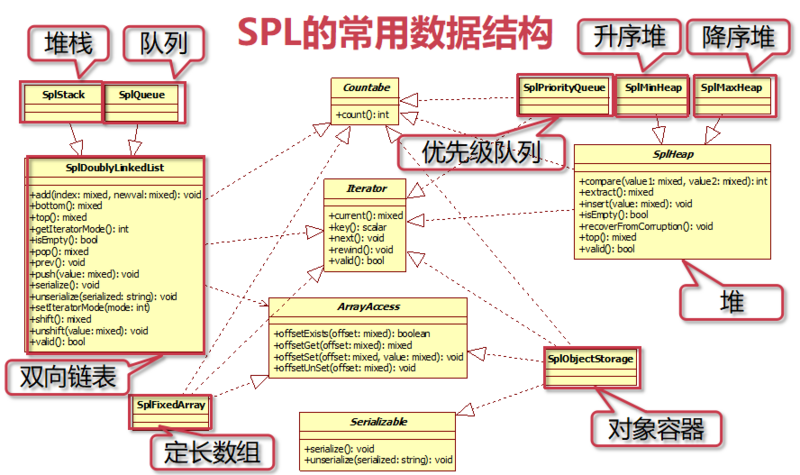 SPL的常用数据结构
堆栈
队列
升序堆
降序堆
SplStack
SplQueue
Countabe
+count(): int
SplPriorityQueue
SplMinHeap
SplMaxHeap
优先级队列
SplDoublyLinkedList
+add(index: mixed, newval: mixed): void
+bottom(): mixed
+top(): mixed
+getIteratorMode(): int
+isEmpty(): bool
+pop(): mixed
+prev(): void
+push(value: mixed): void
+serialize(): void
+unserialize(serialized: string): void
+setIteratorMode(mode: int)
+shift(): mixed
+unshift(value: mixed): void
+valid(): bool
双向链表
Iterator
+current(): mixed
+key(): scalar
+next(): void
+rewind(): void
+valid(): bool
SplHeap
+compare(value1: mixed, value2: mixed): int
+extract(): mixed
+insert(value: mixed): void
+isEmpty(): bool
+recoverFromCorruption(): void
+top(): mixed
+valid(): bool
堆
ArrayAccess
+offsetExists(offset: mixed): boolean
+offsetGet(offset: mixed): mixed
+offsetSet(offset: mixed, value: mixed): void
+offsetUnSet(offset: mixed): void
SplObjectStorage
对象容器
SplFixedArray
定长数组
Serializable
+serialize(): void
+unserialize(serialized: string): void